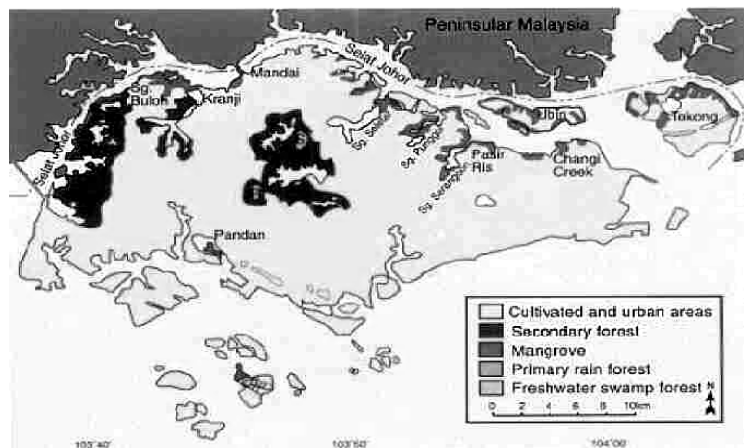 Peninsular Malaysia
Selat Johor
Mandai
Sg.
Buloh
Kranji
Ubin
Tekong
Sg. Seletar
Sg. Punggol
Pasir
Ris
Changi
Creek
Selat Johor
Sg. Serangoon
Pandan
Cultivated and urban areas
Secondary forest
Mangrove
Primary rain forest
Freshwater swamp forest
N
0 2 4 6 8 10km
103°40'
103°50'
104°00'